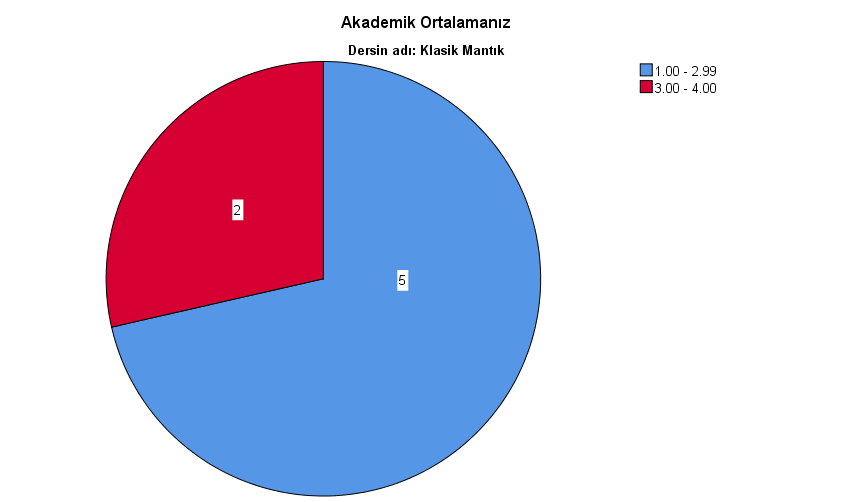 Akademik Ortalamanız
Dersin adı: Klasik Mantık
1.00 - 2.99
3.00 - 4.00
2
5